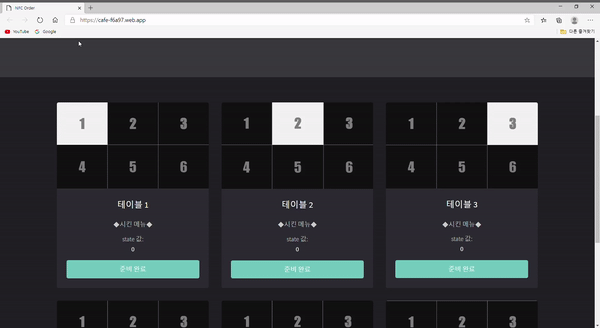 NFC Order
https://cafe-f6a97.web.app
YouTube
Google
다른 즐겨찾기
1 2 3
4 5 6
테이블 1
◆시킨 메뉴◆
state 값:
0
준비 완료
1 2 3
4 5 6
테이블 2
◆시킨 메뉴◆
state 값:
0
준비 완료
1 2 3
4 5 6
테이블 3
◆시킨 메뉴◆
state 값:
0
준비 완료
1 2 3
1 2 3
1 2 3